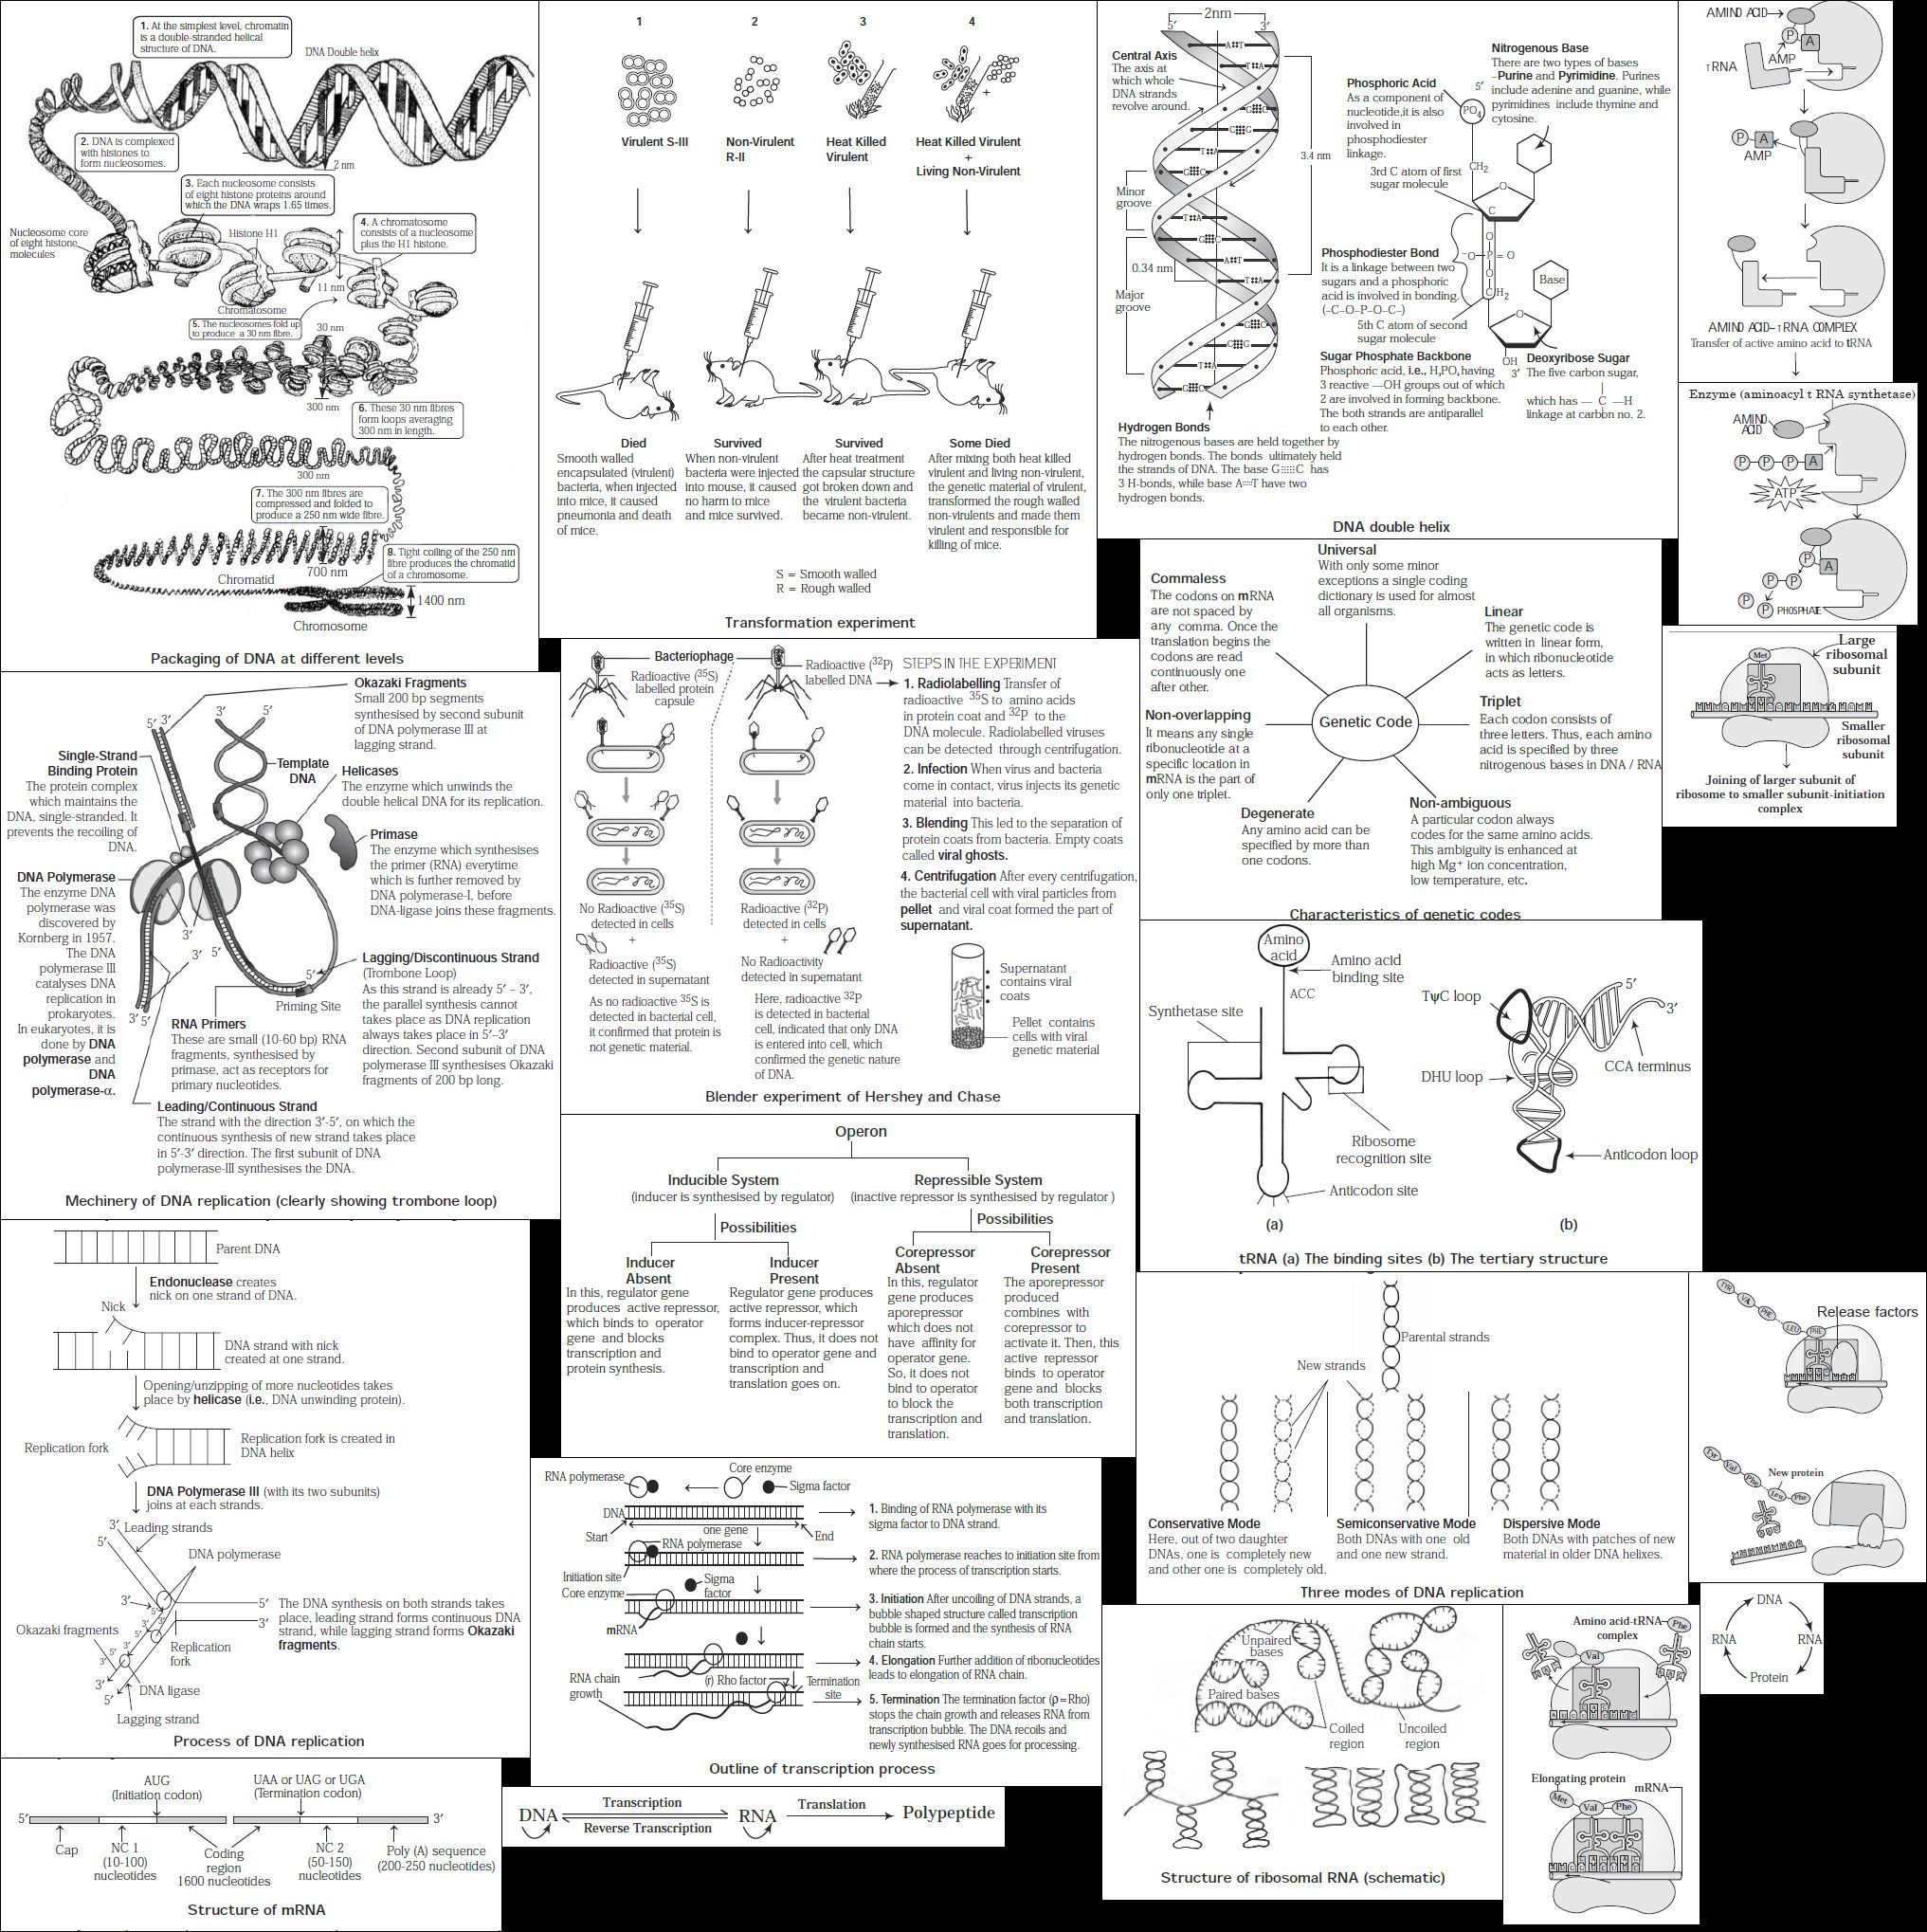 1. At the simplest level, chromatin
is a double-stranded helical
structure of DNA.
DNA Double helix
2. DNA is complexed
with histones to
form nucleosomes.
2 nm
3. Each nucleosome consists
of eight histone proteins around
which the DNA wraps 1.65 times.
Nucleosome core
of eight histone
molecules
Histone H1
4. A chromatosome
consists of a nucleosome
plus the H1 histone.
11 nm
Chromatosome
5. The nucleosomes fold up
to produce a 30 nm fibre.
30 nm
300 nm
6. These 30 nm fibres
form loops averaging
300 nm in length.
300 nm
7. The 300 nm fibres are
compressed and folded to
produce a 250 nm wide fibre.
8. Tight coiling of the 250 nm
fibre produces the chromatid
of a chromosome.
Chromatid
700 nm
1400 nm
Chromosome
Packaging of DNA at different levels
1 2 3 4
Virulent S-III
Non-Virulent
R-II
Heat Killed
Virulent
Heat Killed Virulent
+
Living Non-Virulent
Died
Smooth walled
encapsulated (virulent)
bacteria, when injected
into mice, it caused
pneumonia and death
of mice.
Survived
When non-virulent
bacteria were injected
into mouse, it caused
no harm to mice
and mice survived.
Survived
After heat treatment
the capsular structure
got broken down and
the virulent bacteria
became non-virulent.
Some Died
After mixing both heat killed
virulent and living non-virulent,
the genetic material of virulent,
transformed the rough walled
non-virulents and made them
virulent and responsible for
killing of mice.
S = Smooth walled
R = Rough walled
Transformation experiment
2nm
5′ 3′
Central Axis
The axis at
which whole
DNA strands
revolve around.
Minor
groove
0.34 nm
Major
groove
3.4 nm
Hydrogen Bonds
The nitrogenous bases are held together by
hydrogen bonds. The bonds ultimately held
the strands of DNA. The base G::::C has
3 H-bonds, while base A::T have two
hydrogen bonds.
Phosphoric Acid
As a component of
nucleotide,it is also
involved in
phosphodiester
linkage.
3rd C atom of first
sugar molecule
Nitrogenous Base
There are two types of bases
–Purine and Pyrimidine. Purines
include adenine and guanine, while
pyrimidines include thymine and
cytosine.
5′
PO4
CH2
O
C
O
⁻O–P=O
O
CH2
Base
O
OH
3′
Phosphodiester Bond
It is a linkage between two
sugars and a phosphoric
acid is involved in bonding.
(–C–O–P–O–C–)
5th C atom of second
sugar molecule
Sugar Phosphate Backbone
Phosphoric acid, i.e., H3PO4 having
3 reactive —OH groups out of which
2 are involved in forming backbone.
The both strands are antiparallel
to each other.
Deoxyribose Sugar
The five carbon sugar,
which has — C —H
linkage at carbon no. 2.
DNA double helix
AMINO ACID
P A
AMP
tRNA
P A
AMP
AMINO ACID–tRNA COMPLEX
Transfer of active amino acid to tRNA
Enzyme (aminoacyl t RNA synthetase)
AMINO
ACID
P P P A
ATP
P A
P P
P
P PHOSPHATE
Commaless
The codons on mRNA
are not spaced by
any comma. Once the
translation begins the
codons are read
continuously one
after other.
Universal
With only some minor
exceptions a single coding
dictionary is used for almost
all organisms.
Linear
The genetic code is
written in linear form,
in which ribonucleotide
acts as letters.
Genetic Code
Non-overlapping
It means any single
ribonucleotide at a
specific location in
mRNA is the part of
only one triplet.
Triplet
Each codon consists of
three letters. Thus, each amino
acid is specified by three
nitrogenous bases in DNA / RNA
Degenerate
Any amino acid can be
specified by more than
one codons.
Non-ambiguous
A particular codon always
codes for the same amino acids.
This ambiguity is enhanced at
high Mg⁺ ion concentration,
low temperature, etc.
Characteristics of genetic codes
Large
ribosomal
subunit
Met
Smaller
ribosomal
subunit
Joining of larger subunit of
ribosome to smaller subunit-initiation
complex
Okazaki Fragments
Small 200 bp segments
synthesised by second subunit
of DNA polymerase III at
lagging strand.
5′ 3′ 3′ 5′
Single-Strand
Binding Protein
The protein complex
which maintains the
DNA, single-stranded. It
prevents the recoiling of
DNA.
Template
DNA
Helicases
The enzyme which unwinds the
double helical DNA for its replication.
Primase
The enzyme which synthesises
the primer (RNA) everytime
which is further removed by
DNA polymerase-I, before
DNA-ligase joins these fragments.
DNA Polymerase
The enzyme DNA
polymerase was
discovered by
Kornberg in 1957.
The DNA
polymerase III
catalyses DNA
replication in
prokaryotes.
In eukaryotes, it is
done by DNA
polymerase and
DNA
polymerase-α.
3′
3′ 5′
5′
Priming Site
3′ 5′
Lagging/Discontinuous Strand
(Trombone Loop)
As this strand is already 5′ – 3′,
the parallel synthesis cannot
takes place as DNA replication
always takes place in 5′–3′
direction. Second subunit of DNA
polymerase III synthesises Okazaki
fragments of 200 bp long.
RNA Primers
These are small (10-60 bp) RNA
fragments, synthesised by
primase, act as receptors for
primary nucleotides.
Leading/Continuous Strand
The strand with the direction 3′-5′, on which the
continuous synthesis of new strand takes place
in 5′-3′ direction. The first subunit of DNA
polymerase-III synthesises the DNA.
Mechinery of DNA replication (clearly showing trombone loop)
Bacteriophage
Radioactive (35S)
labelled protein
capsule
Radioactive (32P)
labelled DNA
STEPS IN THE EXPERIMENT
1. Radiolabelling Transfer of
radioactive 35S to amino acids
in protein coat and 32P to the
DNA molecule. Radiolabelled viruses
can be detected through centrifugation.
2. Infection When virus and bacteria
come in contact, virus injects its genetic
material into bacteria.
3. Blending This led to the separation of
protein coats from bacteria. Empty coats
called viral ghosts.
4. Centrifugation After every centrifugation,
the bacterial cell with viral particles from
pellet and viral coat formed the part of
supernatant.
No Radioactive (35S)
detected in cells
+
Radioactive (35S)
detected in supernatant
As no radioactive 35S is
detected in bacterial cell,
it confirmed that protein is
not genetic material.
Radioactive (32P)
detected in cells
+
No Radioactivity
detected in supernatant
Here, radioactive 32P
is detected in bacterial
cell, indicated that only DNA
is entered into cell, which
confirmed the genetic nature
of DNA.
Supernatant
contains viral
coats
Pellet contains
cells with viral
genetic material
Blender experiment of Hershey and Chase
Amino
acid
Amino acid
binding site
ACC
Synthetase site
Ribosome
recognition site
Anticodon site
(a)
TψC loop
5′
3′
CCA terminus
DHU loop
Anticodon loop
(b)
tRNA (a) The binding sites (b) The tertiary structure
Operon
Inducible System
(inducer is synthesised by regulator)
Repressible System
(inactive repressor is synthesised by regulator )
Possibilities
Possibilities
Inducer
Absent
In this, regulator gene
produces active repressor,
which binds to operator
gene and blocks
transcription and
protein synthesis.
Inducer
Present
Regulator gene produces
active repressor, which
forms inducer-repressor
complex. Thus, it does not
bind to operator gene and
transcription and
translation goes on.
Corepressor
Absent
In this, regulator
gene produces
aporepressor
which does not
have affinity for
operator gene.
So, it does not
bind to operator
to block the
transcription and
translation.
Corepressor
Present
The aporepressor
produced
combines with
corepressor to
activate it. Then, this
active repressor
binds to operator
gene and blocks
both transcription
and translation.
Parent DNA
Endonuclease creates
nick on one strand of DNA.
Nick
DNA strand with nick
created at one strand.
Opening/unzipping of more nucleotides takes
place by helicase (i.e., DNA unwinding protein).
Replication fork
Replication fork is created in
DNA helix
DNA Polymerase III (with its two subunits)
joins at each strands.
3′ Leading strands
5′
DNA polymerase
3′
5′
3′
The DNA synthesis on both strands takes
place, leading strand forms continuous DNA
strand, while lagging strand forms Okazaki
fragments.
Okazaki fragments
Replication
fork
3′
5′
DNA ligase
Lagging strand
Process of DNA replication
RNA polymerase
Core enzyme
Sigma factor
DNA
Start
one gene
End
1. Binding of RNA polymerase with its
sigma factor to DNA strand.
RNA polymerase
Initiation site
2. RNA polymerase reaches to initiation site from
where the process of transcription starts.
Core enzyme
Sigma
factor
mRNA
3. Initiation After uncoiling of DNA strands, a
bubble shaped structure called transcription
bubble is formed and the synthesis of RNA
chain starts.
4. Elongation Further addition of ribonucleotides
leads to elongation of RNA chain.
RNA chain
growth
(r) Rho factor
Termination
site
5. Termination The termination factor (ρ=Rho)
stops the chain growth and releases RNA from
transcription bubble. The DNA recoils and
newly synthesised RNA goes for processing.
Outline of transcription process
Parental strands
New strands
Conservative Mode
Here, out of two daughter
DNAs, one is completely new
and other one is completely old.
Semiconservative Mode
Both DNAs with one old
and one new strand.
Dispersive Mode
Both DNAs with patches of new
material in older DNA helixes.
Three modes of DNA replication
Release factors
TYR VAL PHE LEU PHE
Tyr Val Phe Leu Phe
New protein
DNA
RNA
Protein
RNA
Unpaired
bases
Paired bases
Coiled
region
Uncoiled
region
Structure of ribosomal RNA (schematic)
Amino acid-tRNA
complex
Phe
Val
Elongating protein
mRNA
Met Val Phe
AUG
(Initiation codon)
UAA or UAG or UGA
(Termination codon)
5′ 3′
Cap
NC 1
(10-100)
nucleotides
Coding
region
1600 nucleotides
NC 2
(50-150)
nucleotides
Poly (A) sequence
(200-250 nucleotides)
Structure of mRNA
DNA
Transcription
Reverse Transcription
RNA
Translation
Polypeptide